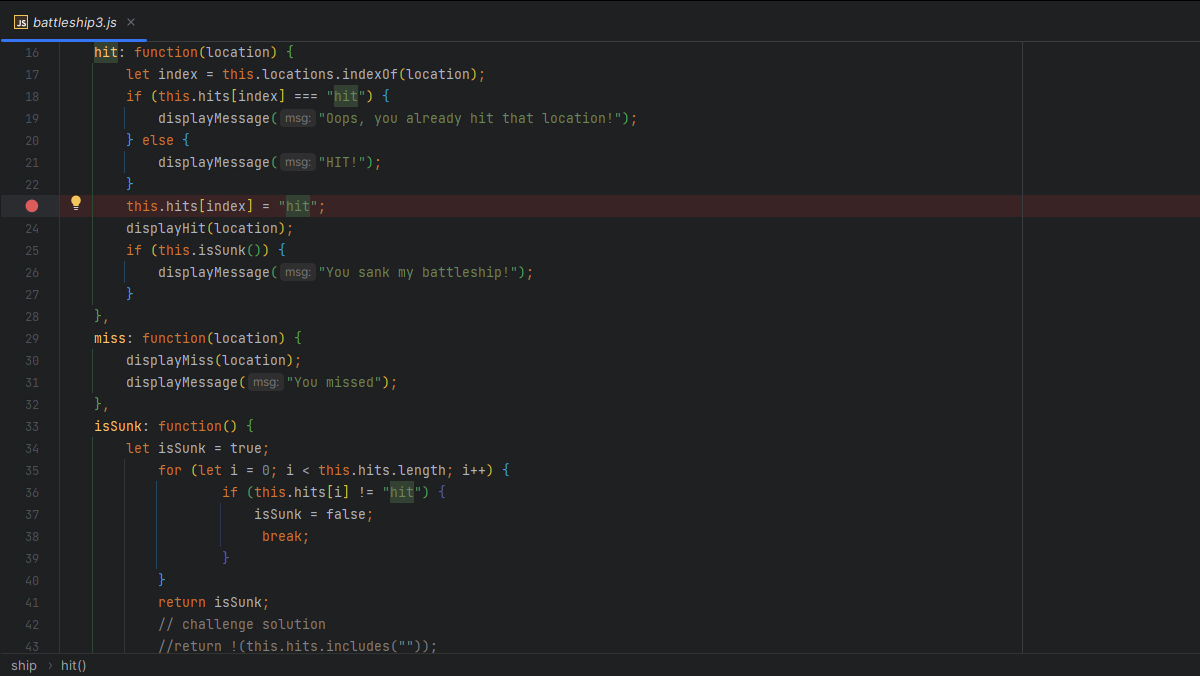 JS battleship3.js ×
16 hit: function(location) {
17 let index = this.locations.indexOf(location);
18 if (this.hits[index] === "hit") {
19 displayMessage( msg: "Oops, you already hit that location!");
20 } else {
21 displayMessage( msg: "HIT!");
22 }
this.hits[index] = "hit";
24 displayHit(location);
25 if (this.isSunk()) {
26 displayMessage( msg: "You sank my battleship!");
27 }
28 },
29 miss: function(location) {
30 displayMiss(location);
31 displayMessage( msg: "You missed");
32 },
33 isSunk: function() {
34 let isSunk = true;
35 for (let i = 0; i < this.hits.length; i++) {
36 if (this.hits[i] != "hit") {
37 isSunk = false;
38 break;
39 }
40 }
41 return isSunk;
42 // challenge solution
43 //return !(this.hits.includes(""));
ship › hit()